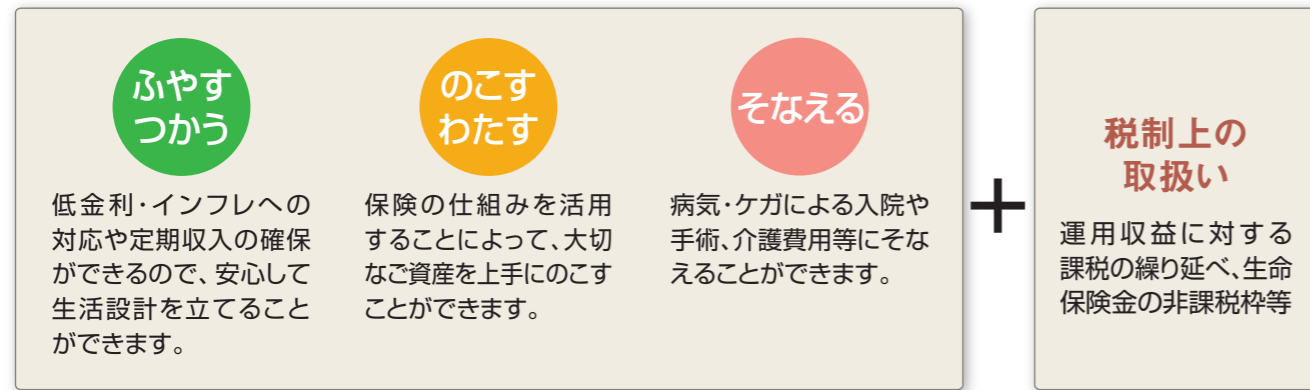 ふやす
つかう
低金利・インフレへの
対応や定期収入の確保
ができるので、安心して
生活設計を立てること
ができます。
のこす
わたす
保険の仕組みを活用
することによって、大切
なご資産を上手にのこす
ことができます。
そなえる
病気・ケガによる入院や
手術、介護費用等にそな
えることができます。
+
税制上の
取扱い
運用収益に対する
課税の繰り延べ、生命
保険金の非課税枠等